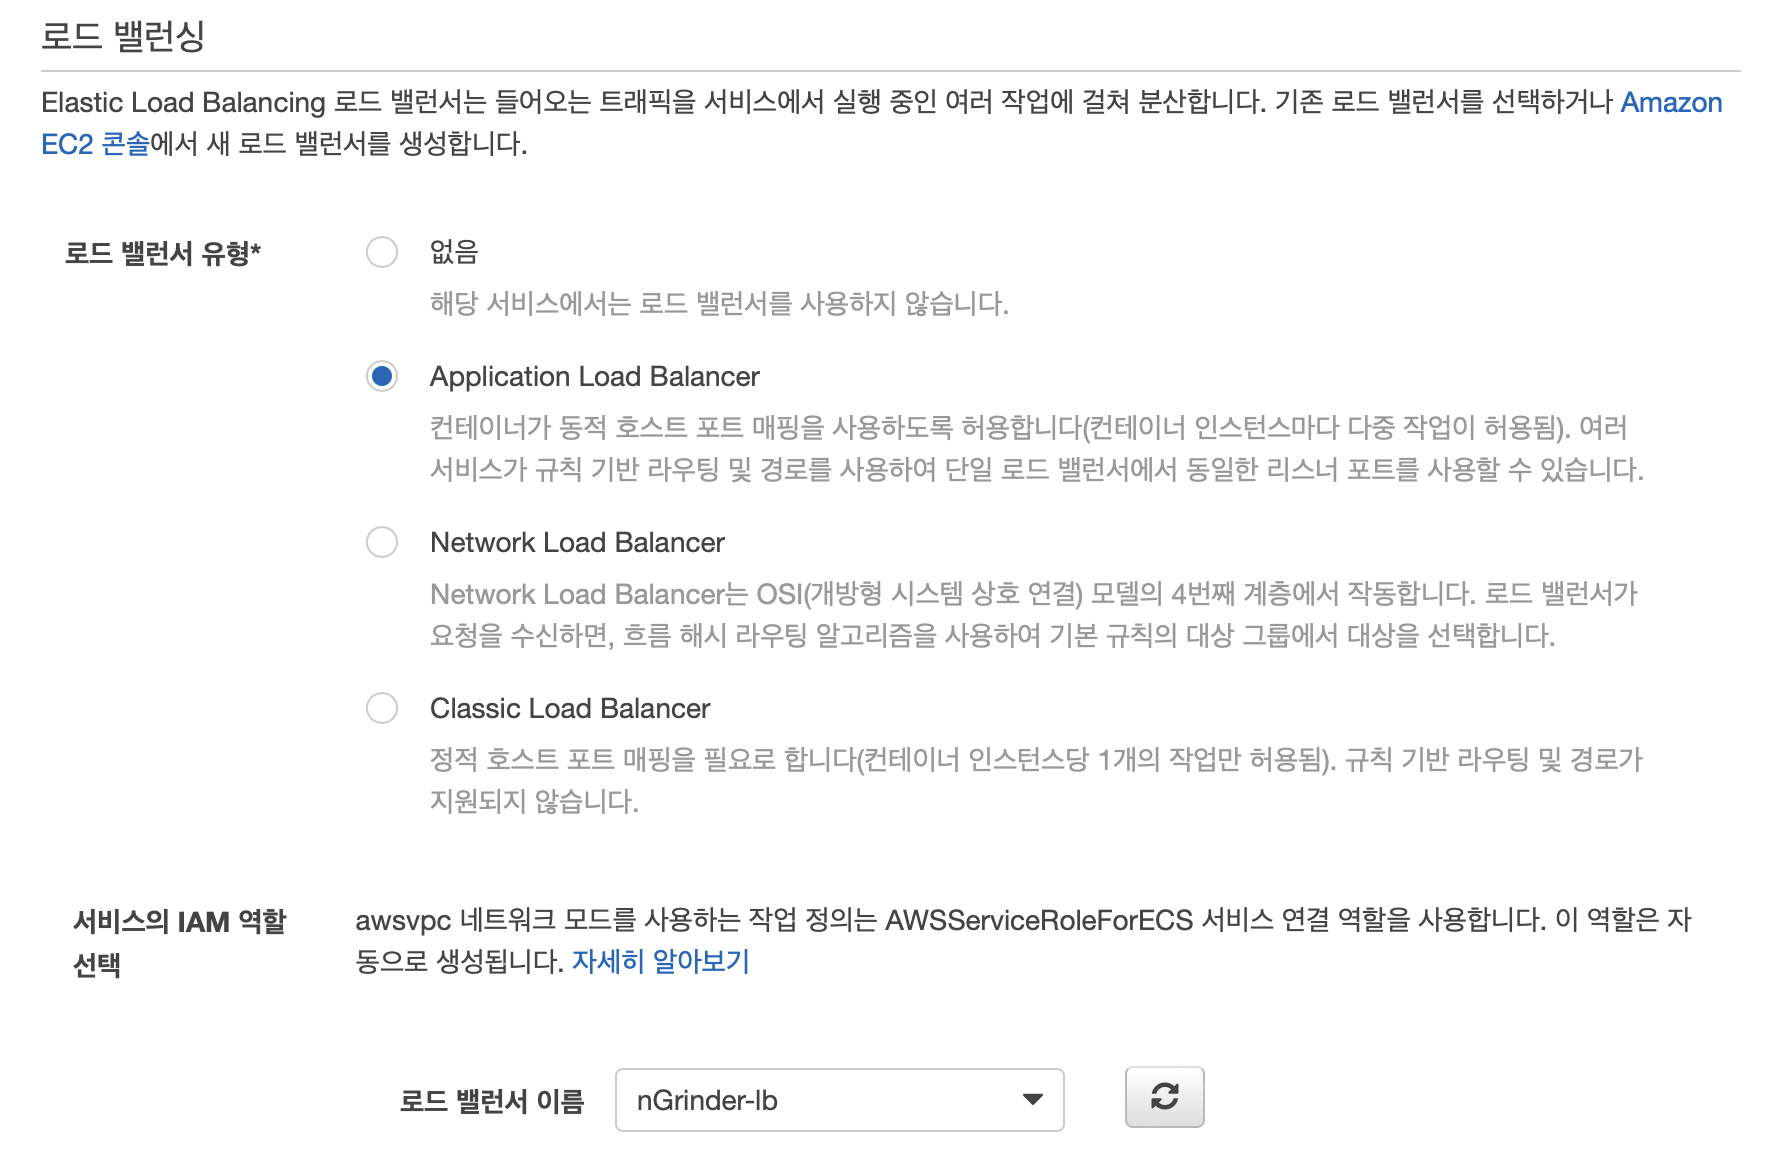 로드 밸런싱
Elastic Load Balancing 로드 밸런서는 들어오는 트래픽을 서비스에서 실행 중인 여러 작업에 걸쳐 분산합니다. 기존 로드 밸런서를 선택하거나 Amazon
EC2 콘솔에서 새 로드 밸런서를 생성합니다.
로드 밸런서 유형*
없음
해당 서비스에서는 로드 밸런서를 사용하지 않습니다.
Application Load Balancer
컨테이너가 동적 호스트 포트 매핑을 사용하도록 허용합니다(컨테이너 인스턴스마다 다중 작업이 허용됨). 여러
서비스가 규칙 기반 라우팅 및 경로를 사용하여 단일 로드 밸런서에서 동일한 리스너 포트를 사용할 수 있습니다.
Network Load Balancer
Network Load Balancer는 OSI(개방형 시스템 상호 연결) 모델의 4번째 계층에서 작동합니다. 로드 밸런서가
요청을 수신하면, 흐름 해시 라우팅 알고리즘을 사용하여 기본 규칙의 대상 그룹에서 대상을 선택합니다.
Classic Load Balancer
정적 호스트 포트 매핑을 필요로 합니다(컨테이너 인스턴스당 1개의 작업만 허용됨). 규칙 기반 라우팅 및 경로가
지원되지 않습니다.
서비스의 IAM 역할
선택
awsvpc 네트워크 모드를 사용하는 작업 정의는 AWSServiceRoleForECS 서비스 연결 역할을 사용합니다. 이 역할은 자
동으로 생성됩니다. 자세히 알아보기
로드 밸런서 이름
nGrinder-lb